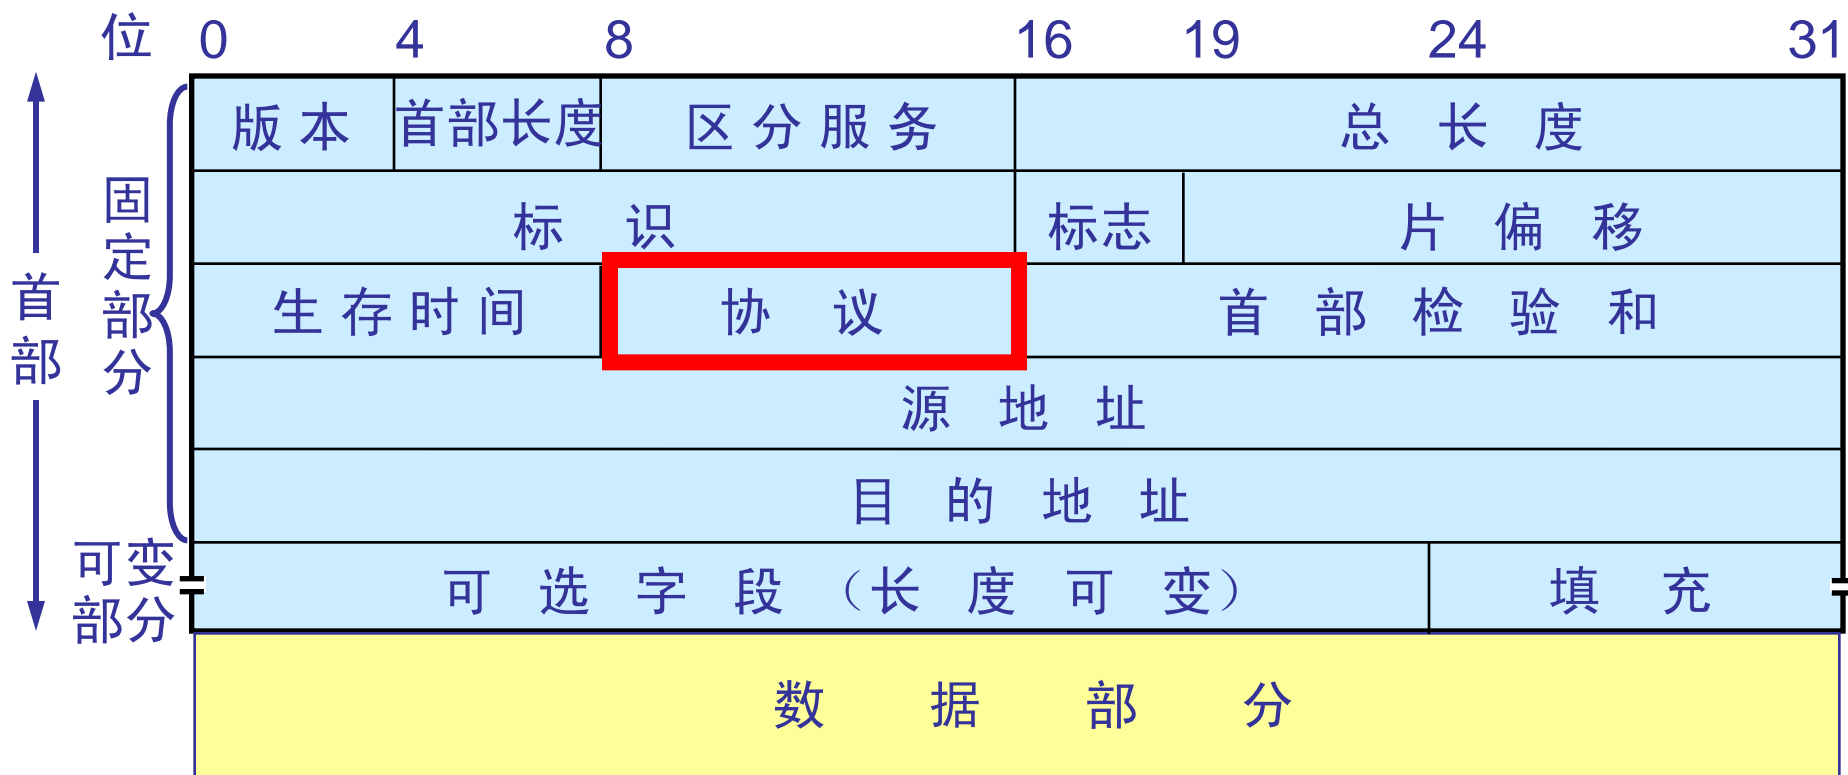 位 0 4 8 16 19 24 31
版本 首部长度 区分服务 总长度
标识 标志 片偏移
生存时间 协议 首部检验和
源地址
目的地址
可选字段（长度可变） 填充
数据部分
首部
固定部分
可变
部分